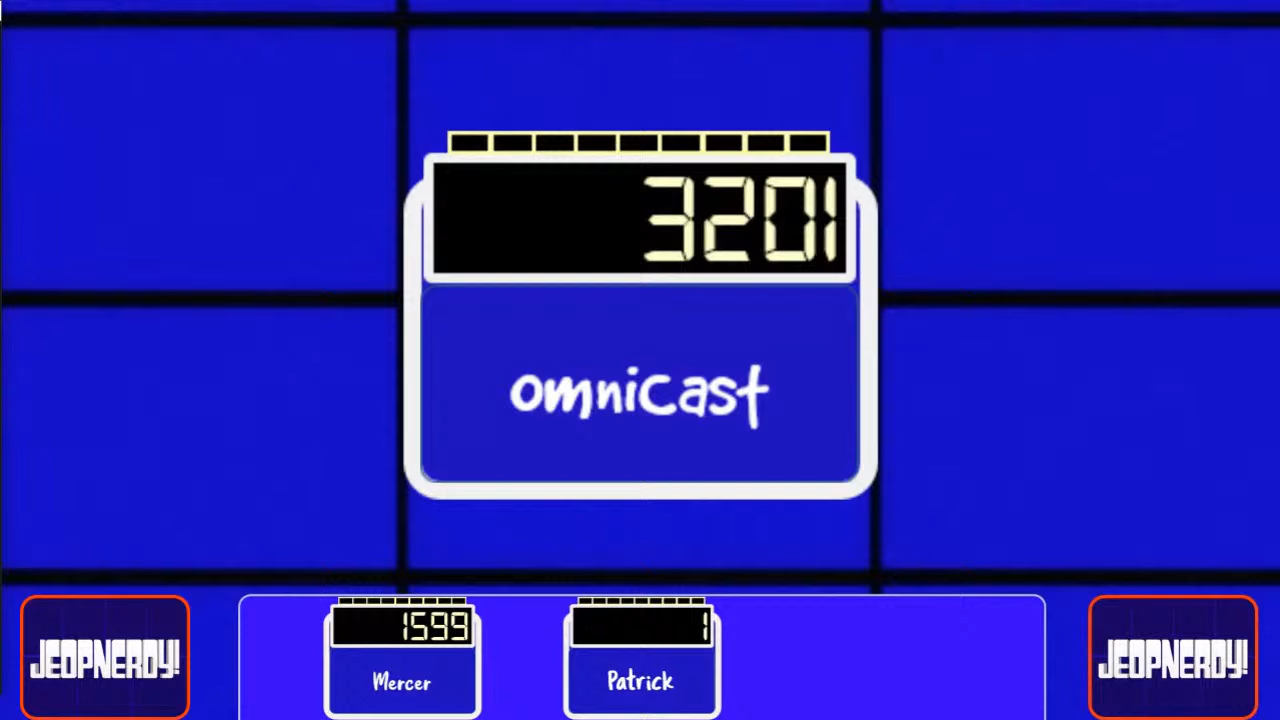 3201
omnicast
JEOPNERDY!
1599
Mercer
1
Patrick
JEOPNERDY!